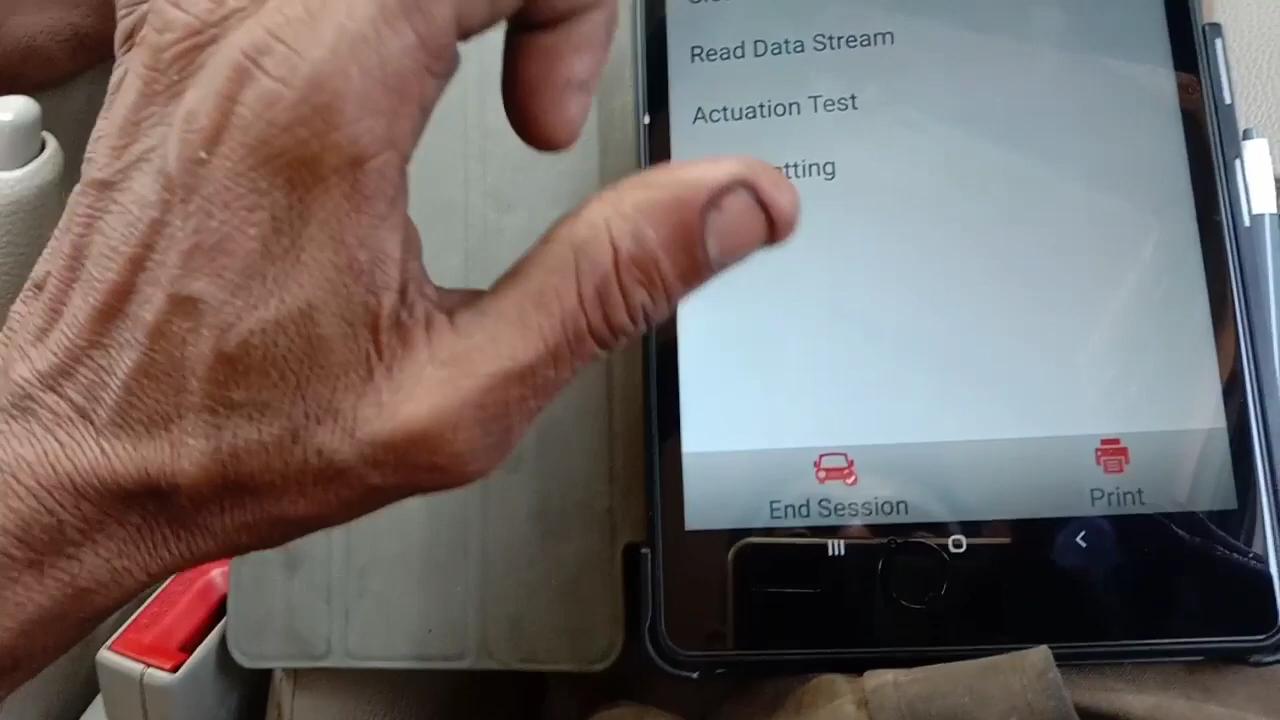 Read Data Stream
Actuation Test
End Session
Print